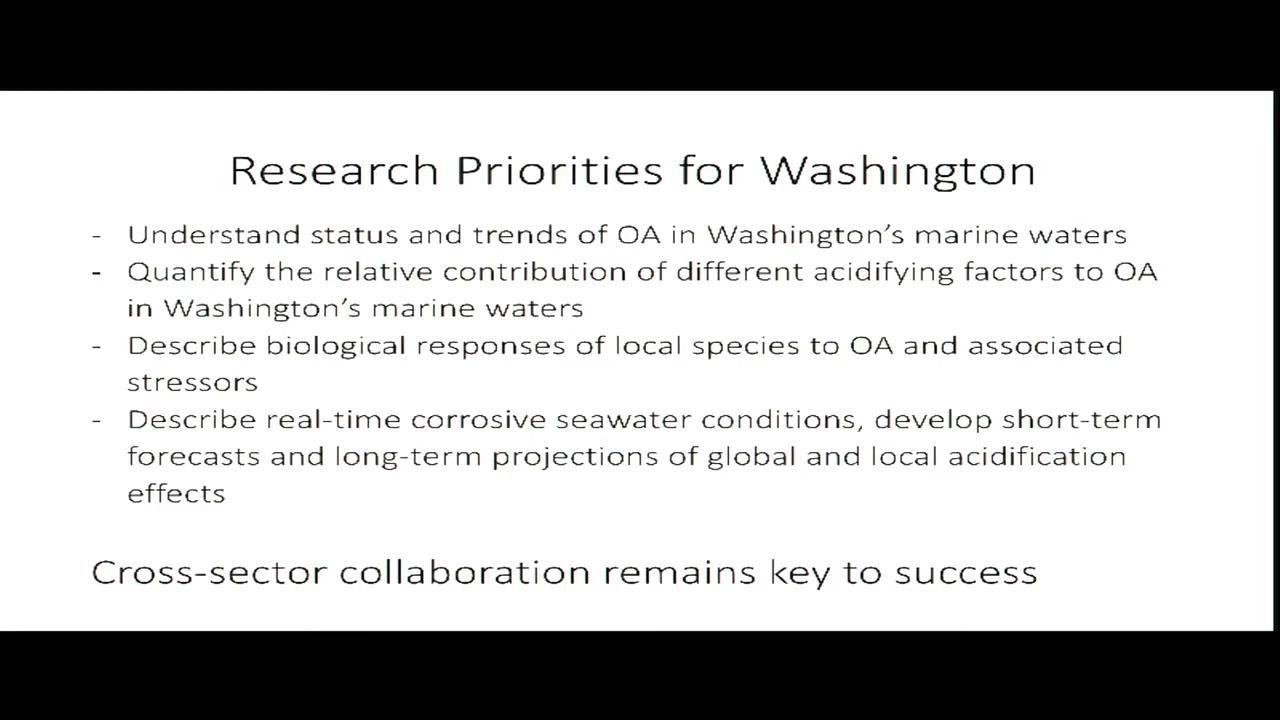 Research Priorities for Washington
- Understand status and trends of OA in Washington’s marine waters
- Quantify the relative contribution of different acidifying factors to OA
in Washington’s marine waters
- Describe biological responses of local species to OA and associated
stressors
- Describe real-time corrosive seawater conditions, develop short-term
forecasts and long-term projections of global and local acidification
effects
Cross-sector collaboration remains key to success